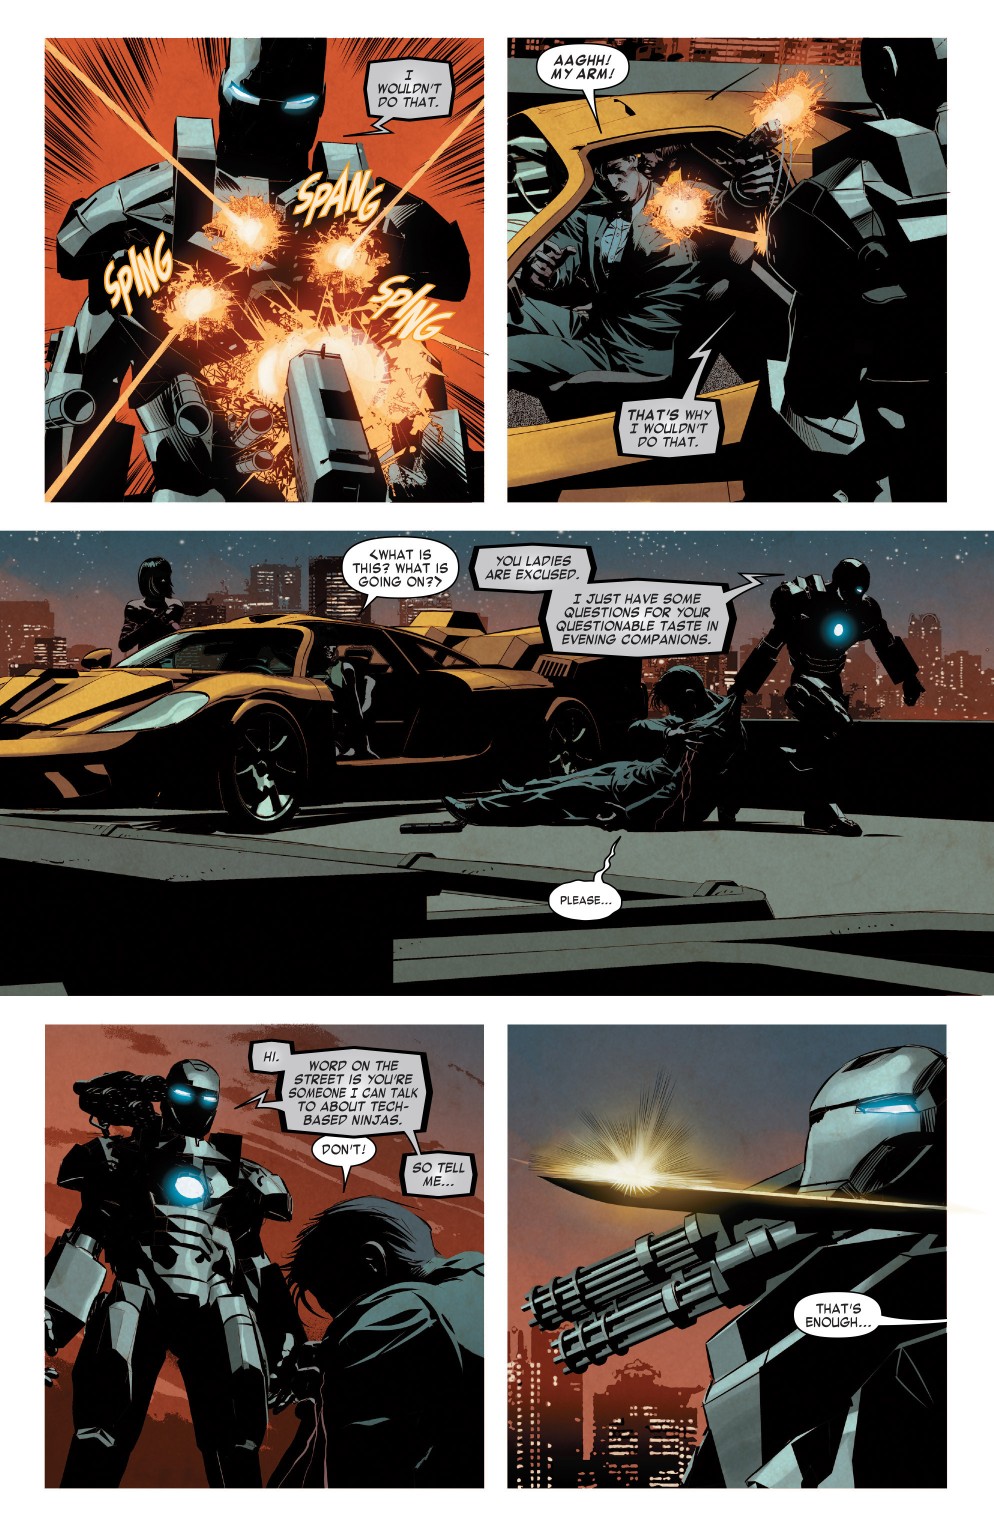 I
WOULDN'T
DO THAT.
SPANG
SPING
SPING
AAGHH!
MY ARM!
THAT'S WHY
I WOULDN'T
DO THAT.
<WHAT IS
THIS? WHAT IS
GOING ON?>
YOU LADIES
ARE EXCUSED.
I JUST HAVE SOME
QUESTIONS FOR YOUR
QUESTIONABLE TASTE IN
EVENING COMPANIONS.
PLEASE...
HI.
WORD ON THE
STREET IS YOU'RE
SOMEONE I CAN TALK
TO ABOUT TECH-
BASED NINJAS.
DON'T!
SO TELL
ME...
THAT'S
ENOUGH...